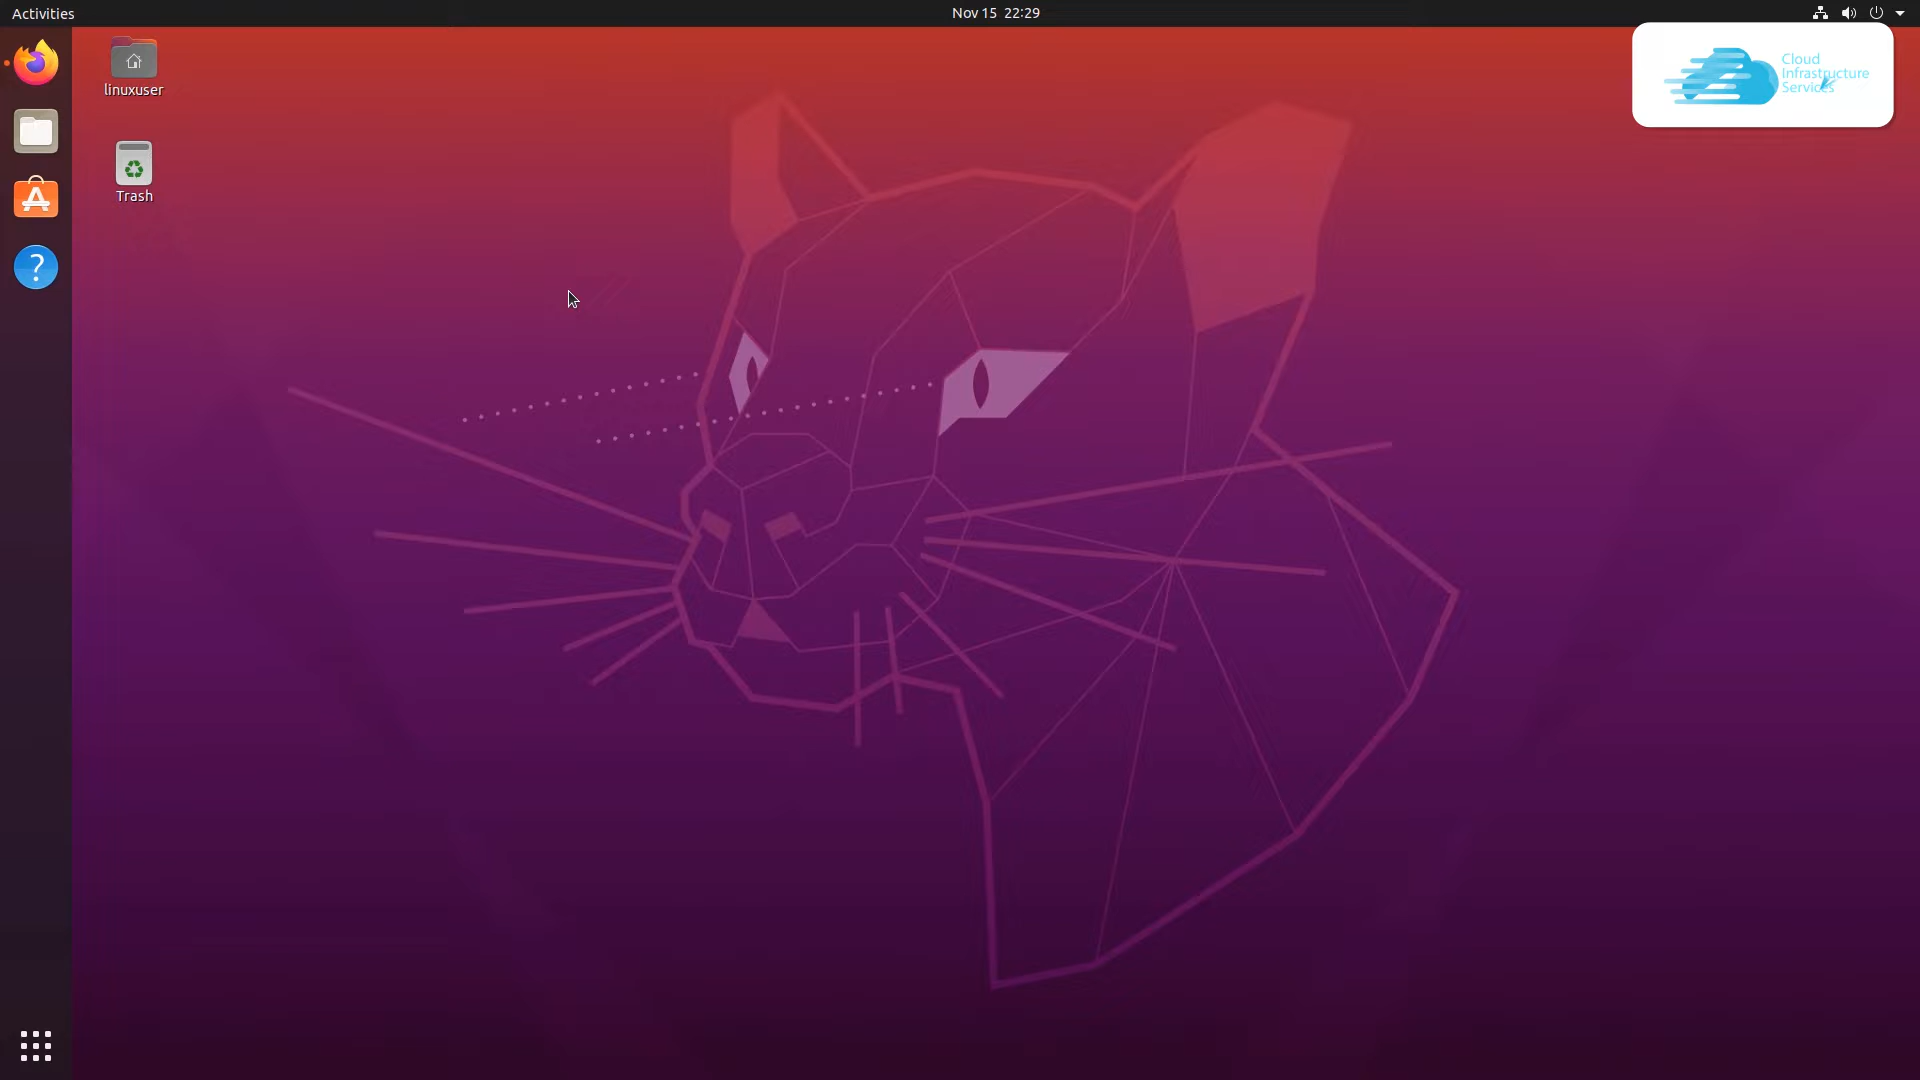 Activities
Nov 15 22:29
linuxuser
Trash
Cloud
Infrastructure
Services